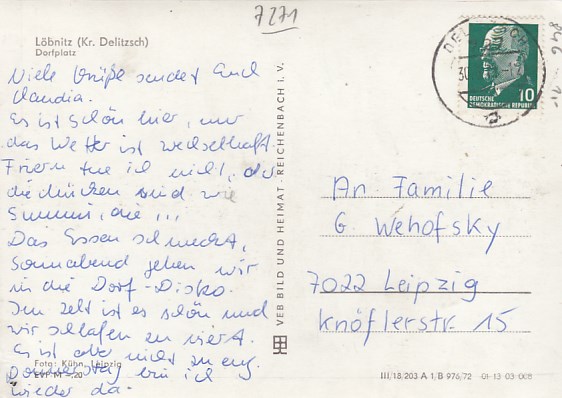 7271
Löbnitz (Kr. Delitzsch)
Dorfplatz
Viele Grüße sendet Euch
Claudia.
Es ist schön hier, nur
das Wetter ist wechselhaft.
Frieren tue ich nicht, da
die decken sind wie
Das Essen schmeckt,
Sonnabend gehen wir
in die Dorf-Disko.
Im Zelt ist es schön und
wir schlafen zu viert.
Es ist aber nicht zu eng.
Donnerstag bin ich
wieder da.
Foto: Kühn, Leipzig
EVP M -,20
VEB BILD UND HEIMAT · REICHENBACH I. V.
10
DEUTSCHE
DEMOKRATISCHE REPUBLIK
An Familie
G. Wehofsky
7022 Leipzig
Knöflerstr. 15
III/18/203 A 1/B 976/72 01 13 03 008